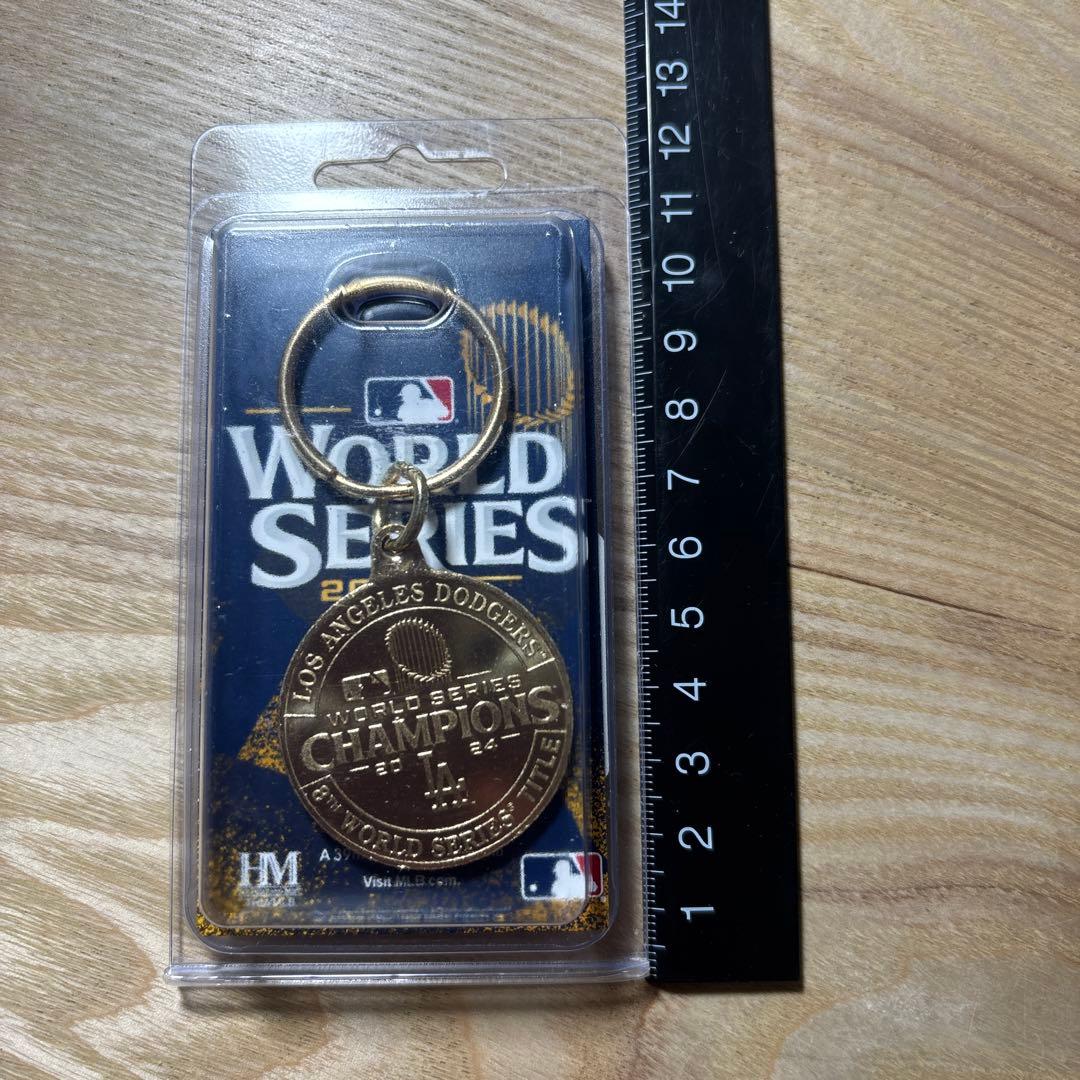 WORLD
SERIES
LOS ANGELES DODGERS™
WORLD SERIES
CHAMPIONS
20 24
LA
8TH WORLD SERIES® TITLE
HM
Visit MLB.com.
14
13
12
11
10
9
8
7
6
5
4
3
2
1